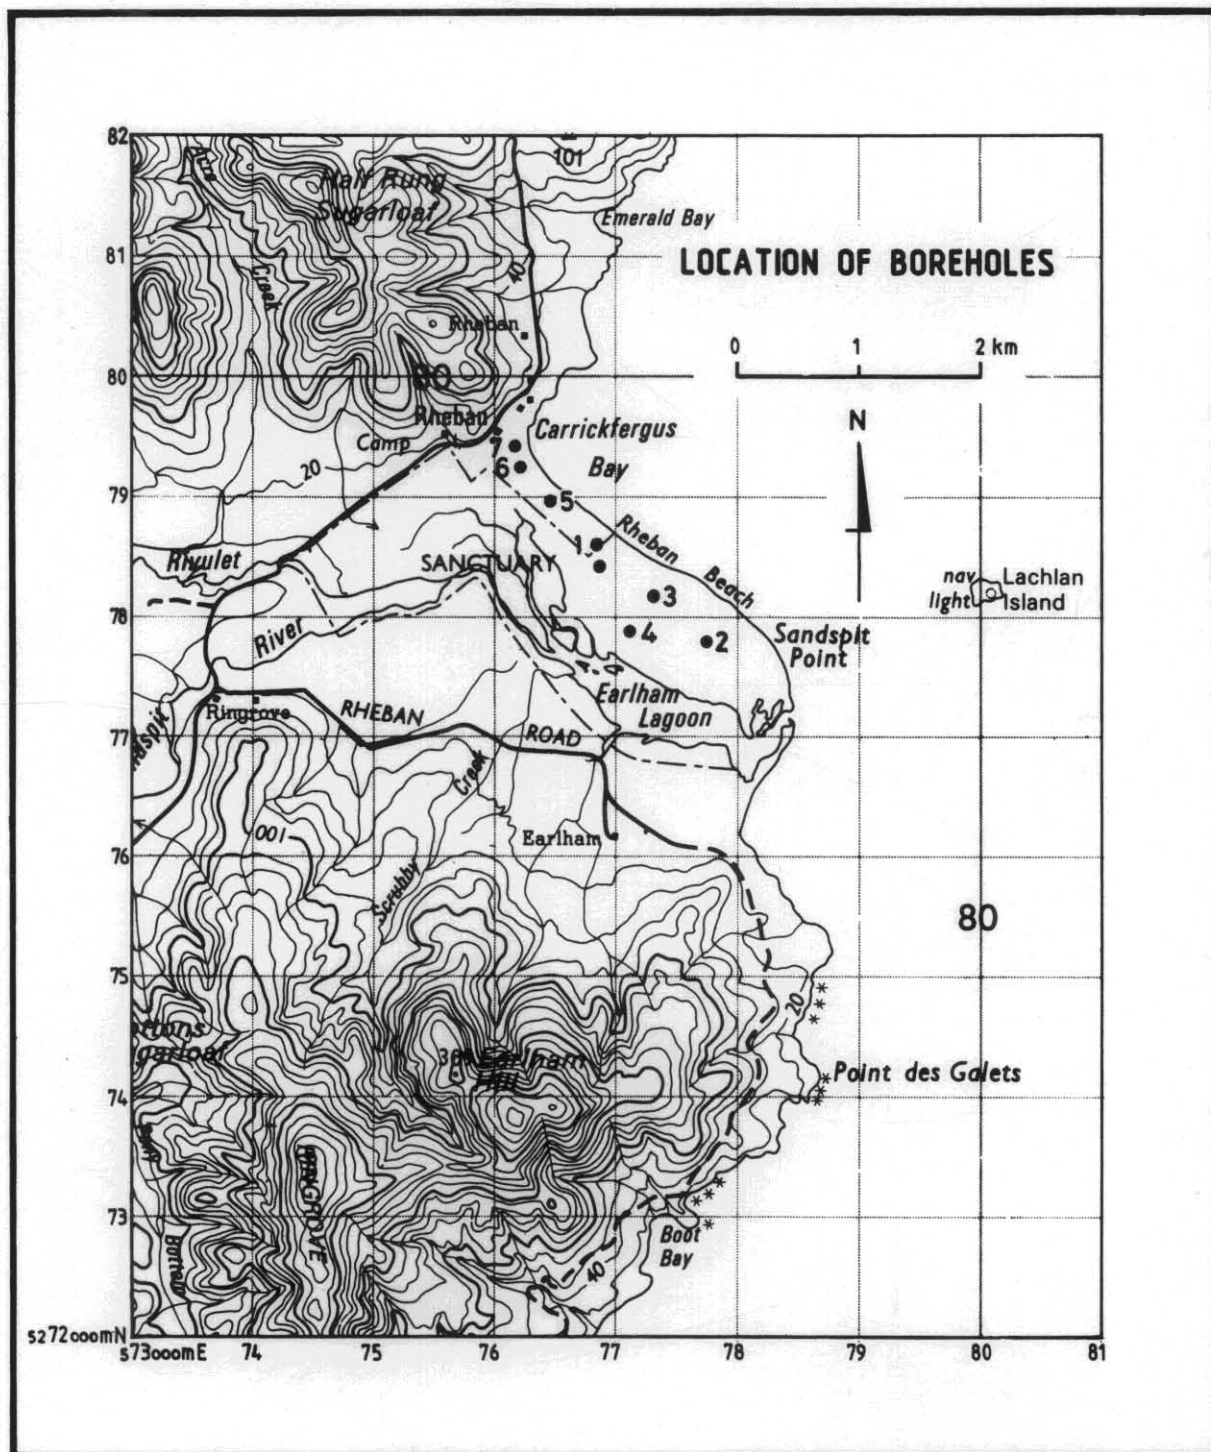 82
101
Acre
Half Rung
Sugarloaf
Emerald Bay
81
Creek
LOCATION OF BOREHOLES
40
Rheban
0 1 2 km
80
80
N
Rheban
Carrickfergus
Bay
Camp
7
6
20
79
5
Rheban
Beach
1
Rivulet
SANCTUARY
nav
light
Lachlan
Island
3
78
River
4
2
Sandspit
Point
Earlham
Lagoon
Ringrove
RHEBAN
ROAD
77
Creek
100
Earlham
76
Scrubby
80
75
20
Earlham
Hill
Point des Galets
74
73
RINGROVE
Boot
Bay
Bottom
40
5272000mN
573000mE 74 75 76 77 78 79 80 81